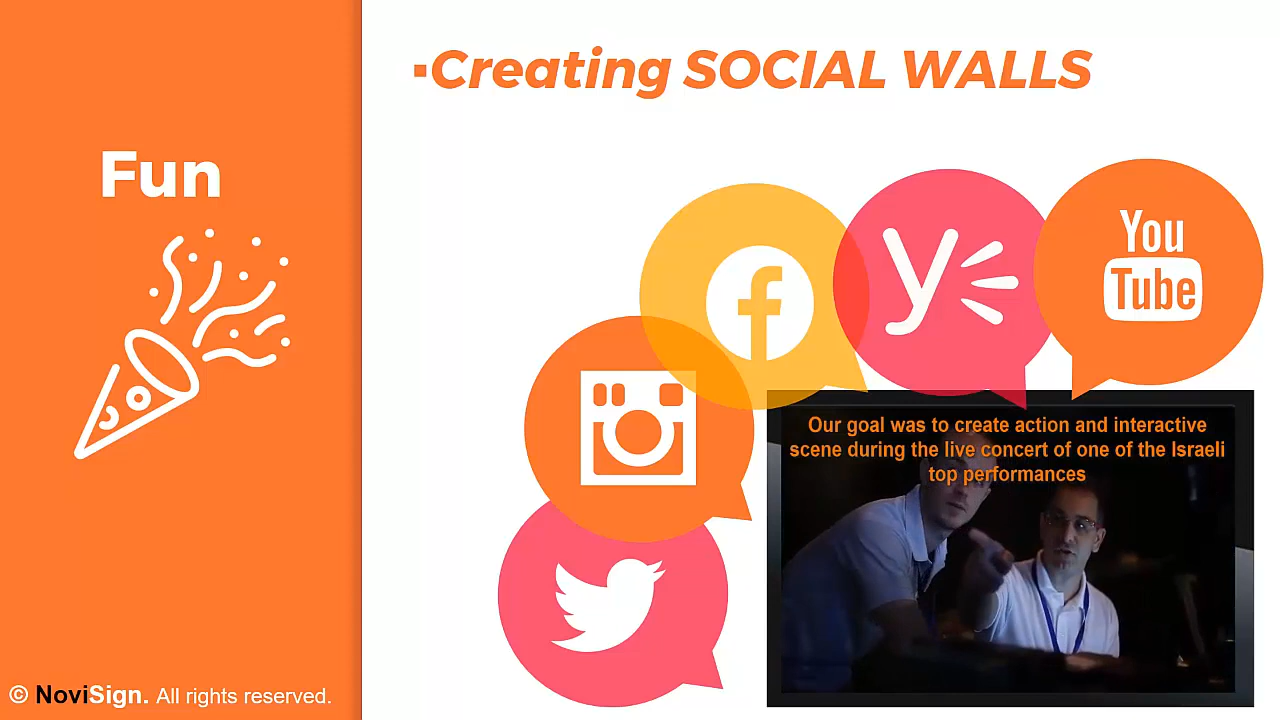 ▪Creating SOCIAL WALLS
Fun
You
Tube
Our goal was to create action and interactive
scene during the live concert of one of the Israeli
top performances
© NoviSign. All rights reserved.